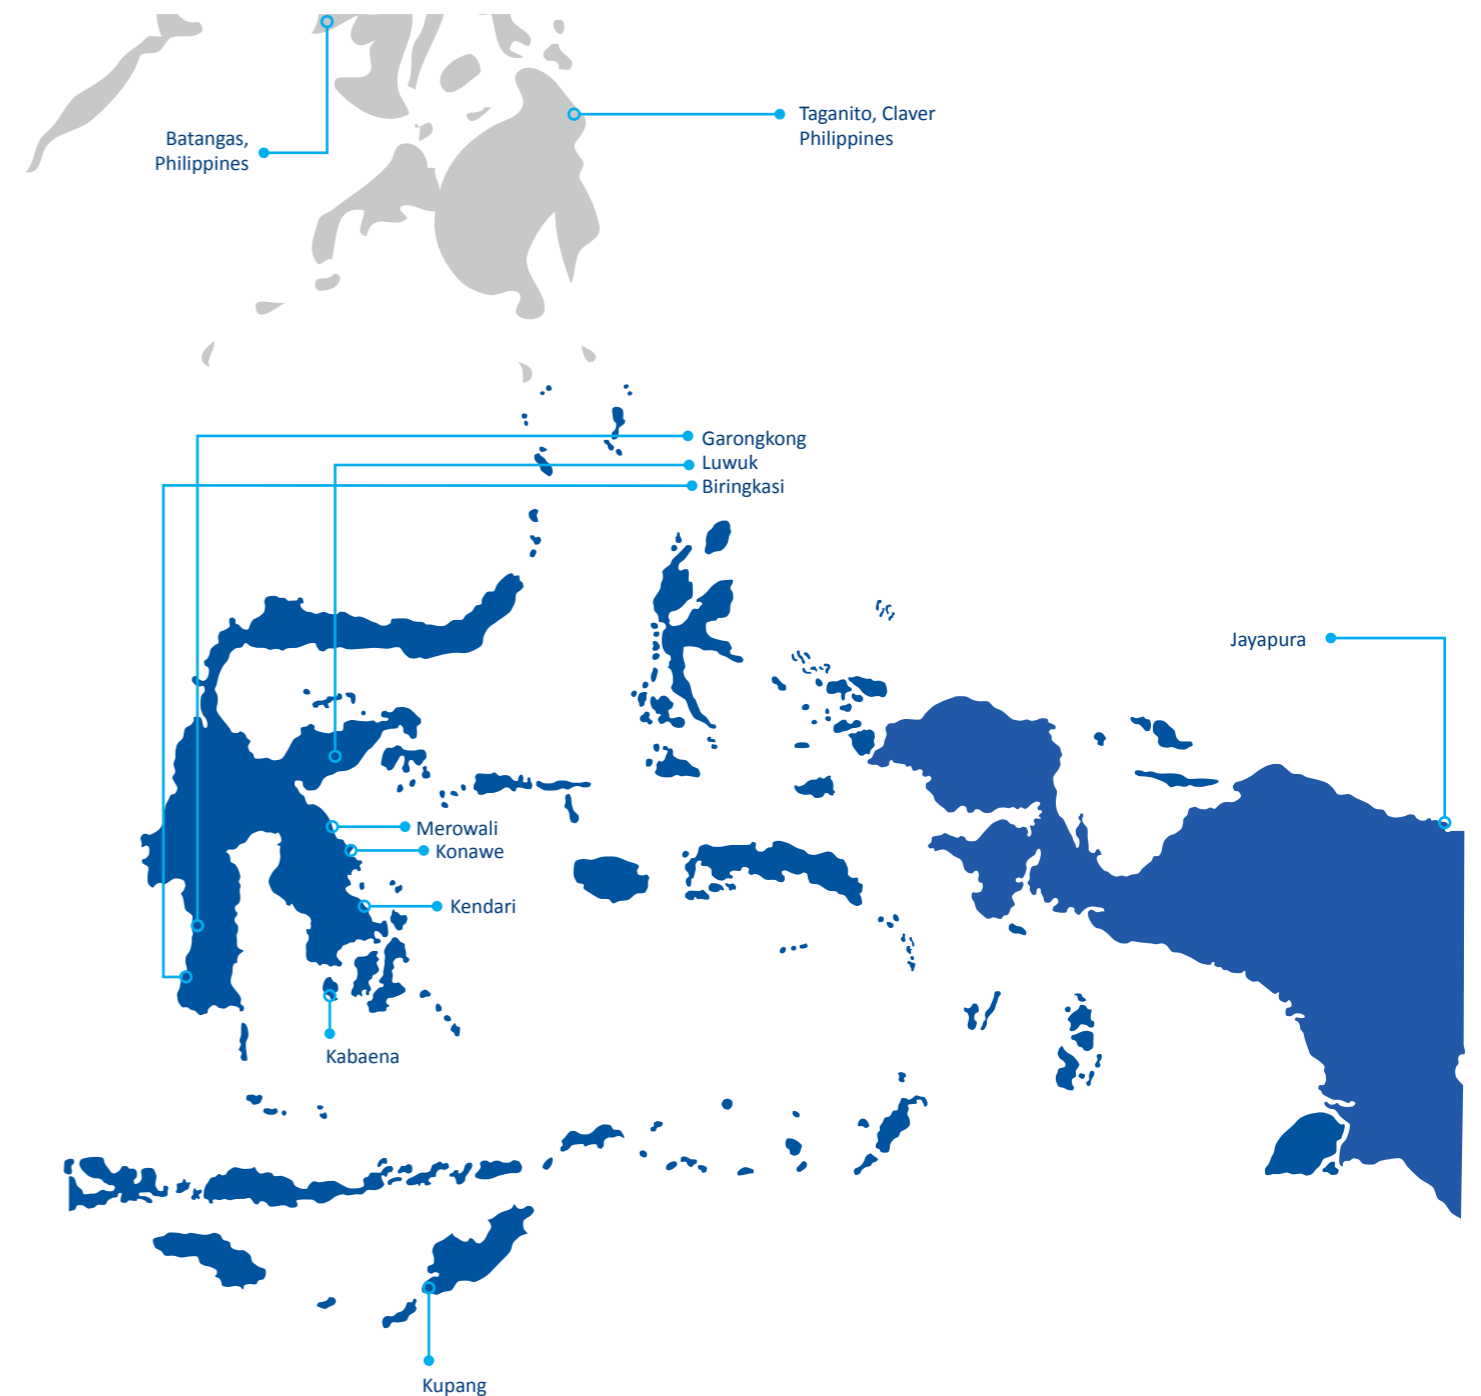 Taganito, Claver
Philippines
Batangas,
Philippines
Garongkong
Luwuk
Biringkasi
Jayapura
Merowali
Konawe
Kendari
Kabaena
Kupang